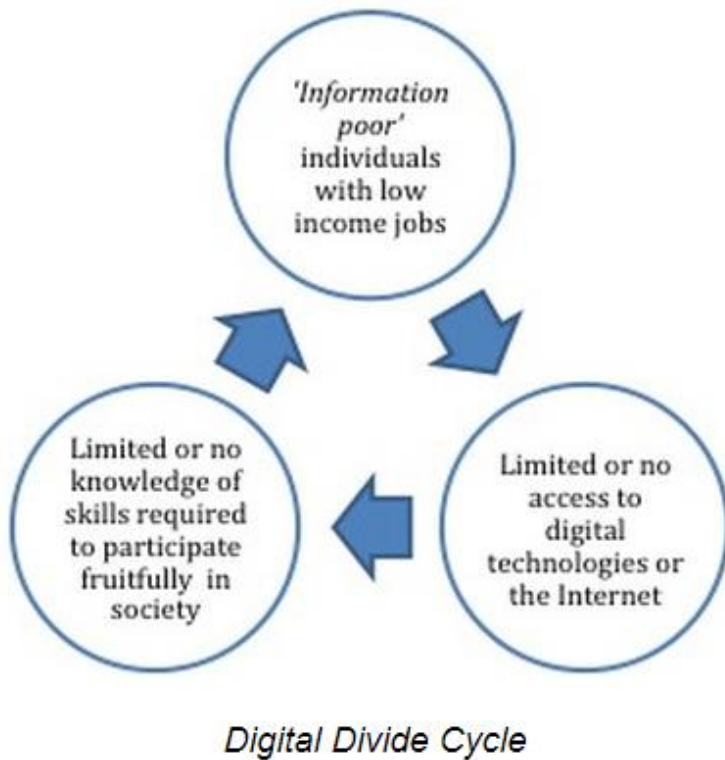 ‘Information
poor’
individuals
with low
income jobs
Limited or no
access to
digital
technologies or
the Internet
Limited or no
knowledge of
skills required
to participate
fruitfully in
society
Digital Divide Cycle